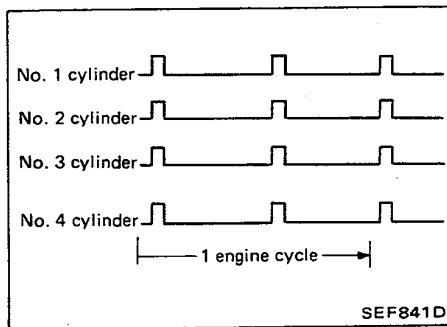 No. 1 cylinder
No. 2 cylinder
No. 3 cylinder
No. 4 cylinder
1 engine cycle
SEF841D